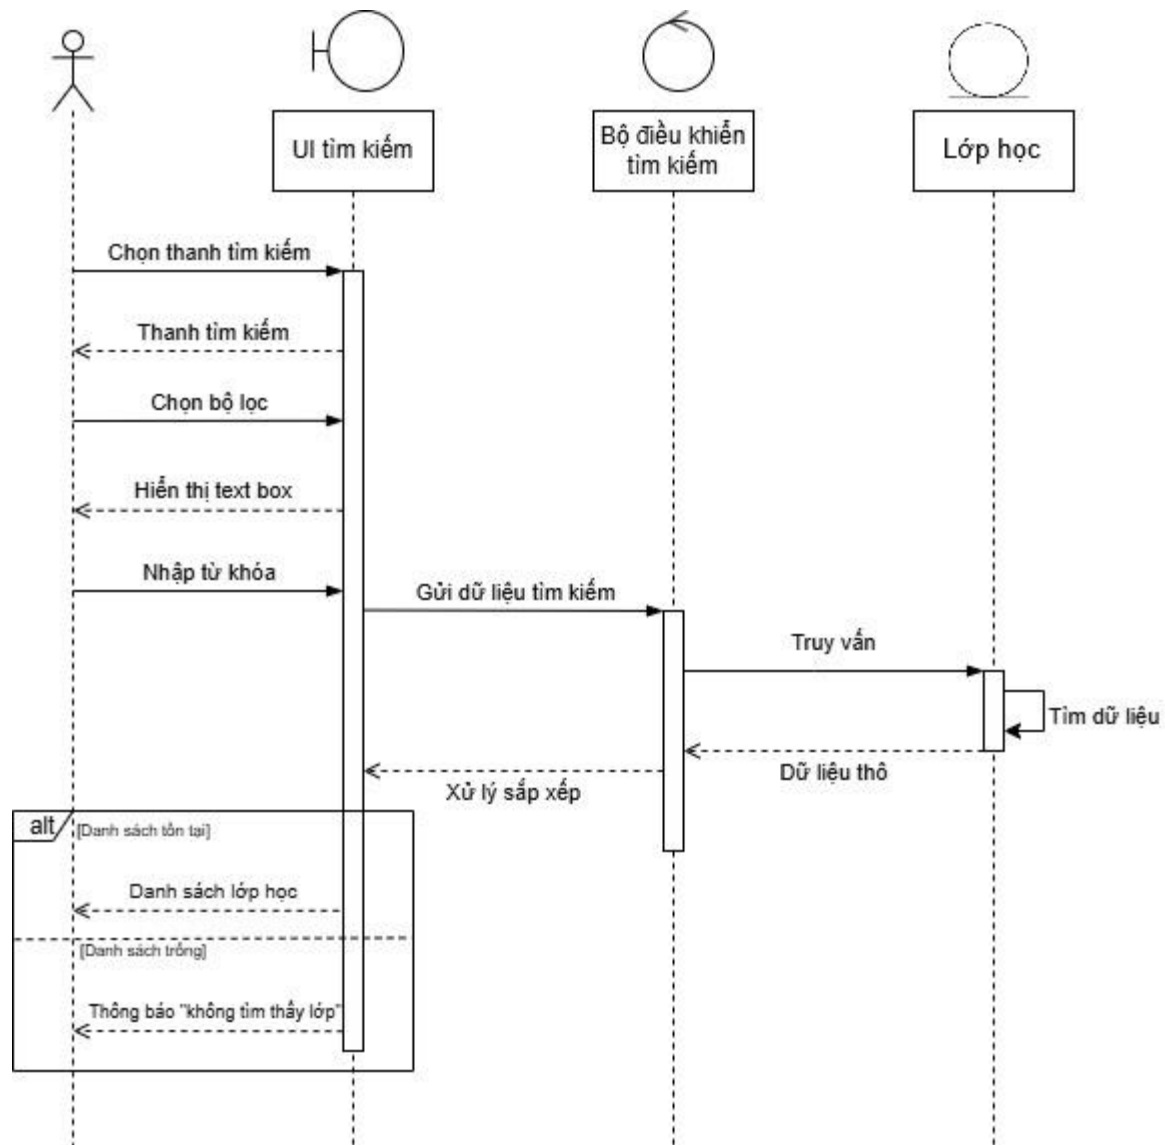 UI tìm kiếm
Bộ điều khiển
tìm kiếm
Lớp học
Chọn thanh tìm kiếm
Thanh tìm kiếm
Chọn bộ lọc
Hiển thị text box
Nhập từ khóa
Gửi dữ liệu tìm kiếm
Truy vấn
Tìm dữ liệu
Dữ liệu thô
Xử lý sắp xếp
alt
[Danh sách tồn tại]
Danh sách lớp học
[Danh sách trống]
Thông báo "không tìm thấy lớp"